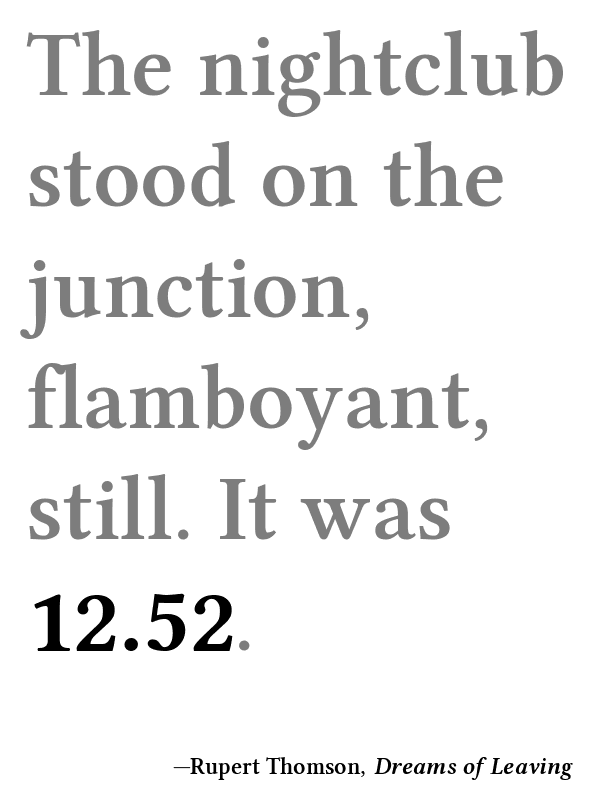 The nightclub
stood on the
junction,
flamboyant,
still. It was
12.52.
—Rupert Thomson, Dreams of Leaving